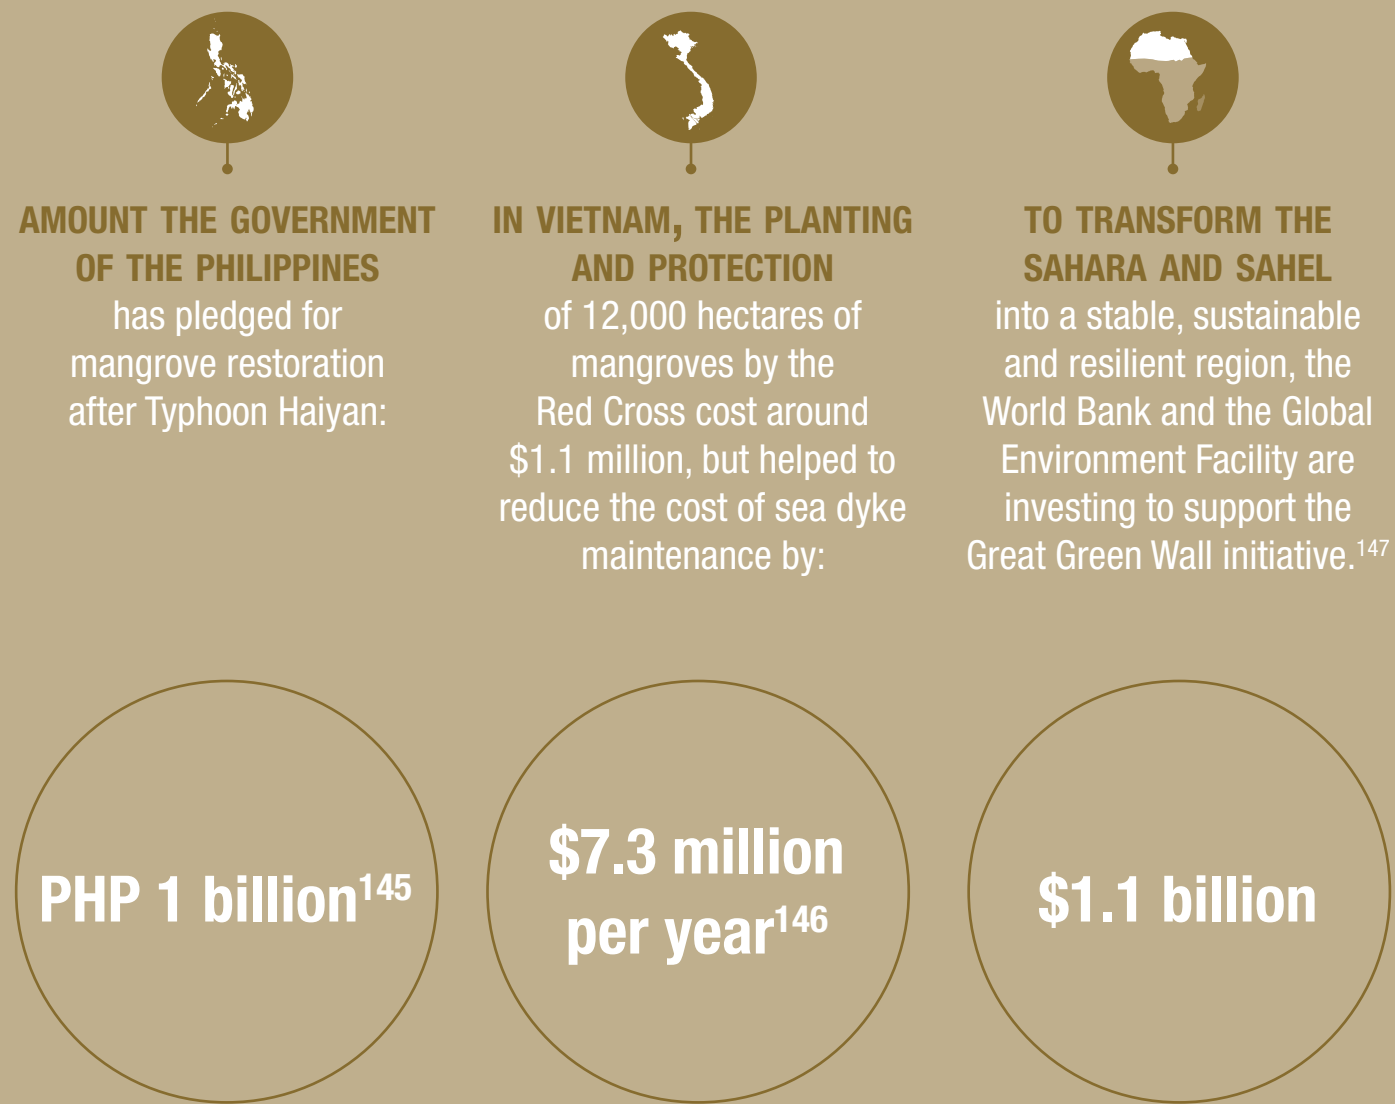 AMOUNT THE GOVERNMENT
OF THE PHILIPPINES
has pledged for
mangrove restoration
after Typhoon Haiyan:
PHP 1 billion145
IN VIETNAM, THE PLANTING
AND PROTECTION
of 12,000 hectares of
mangroves by the
Red Cross cost around
$1.1 million, but helped to
reduce the cost of sea dyke
maintenance by:
$7.3 million
per year146
TO TRANSFORM THE
SAHARA AND SAHEL
into a stable, sustainable
and resilient region, the
World Bank and the Global
Environment Facility are
investing to support the
Great Green Wall initiative.147
$1.1 billion